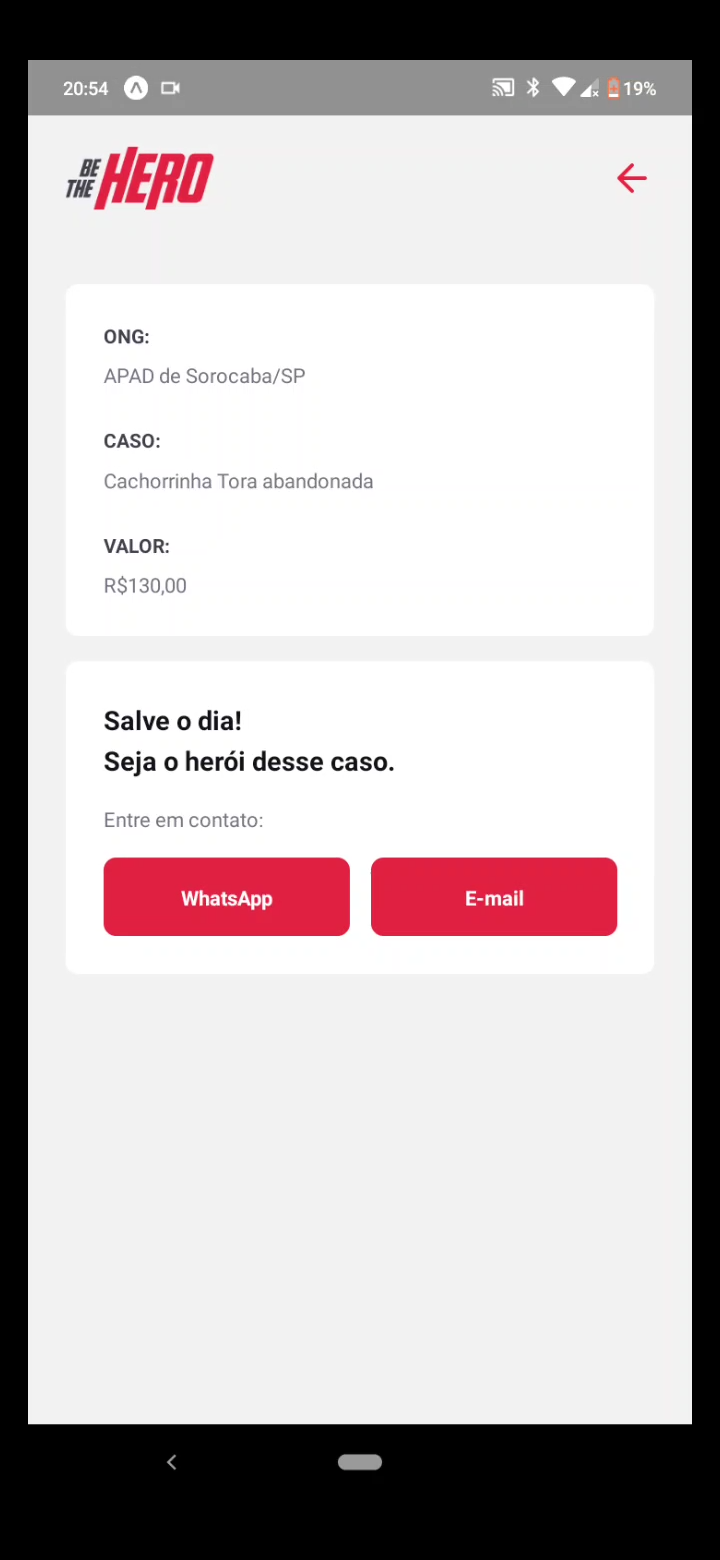 20:54
19%
BE
THE HERO
ONG:
APAD de Sorocaba/SP
CASO:
Cachorrinha Tora abandonada
VALOR:
R$130,00
Salve o dia!
Seja o herói desse caso.
Entre em contato:
WhatsApp
E-mail